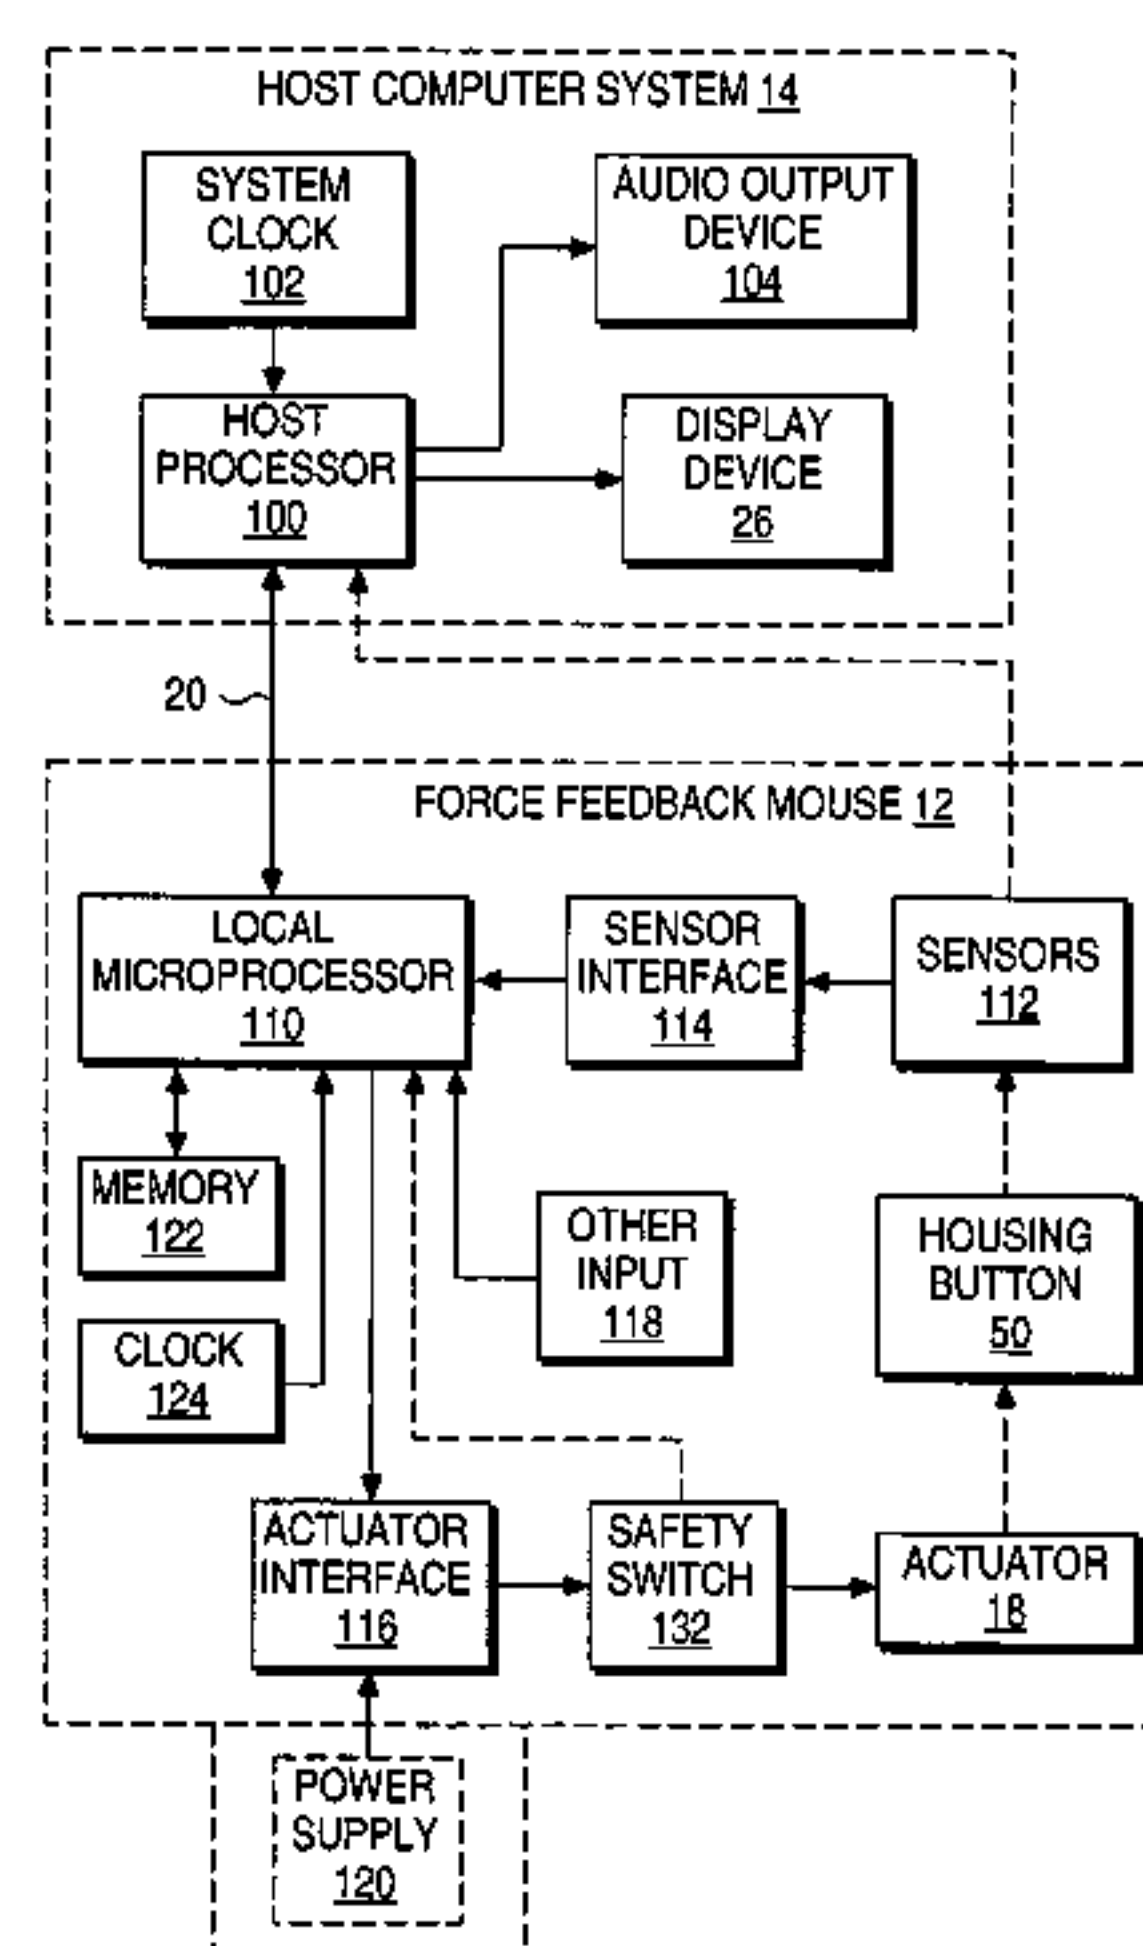 HOST COMPUTER SYSTEM 14
SYSTEM
CLOCK
102
AUDIO OUTPUT
DEVICE
104
HOST
PROCESSOR
100
DISPLAY
DEVICE
26
20
FORCE FEEDBACK MOUSE 12
LOCAL
MICROPROCESSOR
110
SENSOR
INTERFACE
114
SENSORS
112
MEMORY
122
OTHER
INPUT
118
HOUSING
BUTTON
50
CLOCK
124
ACTUATOR
INTERFACE
116
SAFETY
SWITCH
132
ACTUATOR
18
POWER
SUPPLY
120